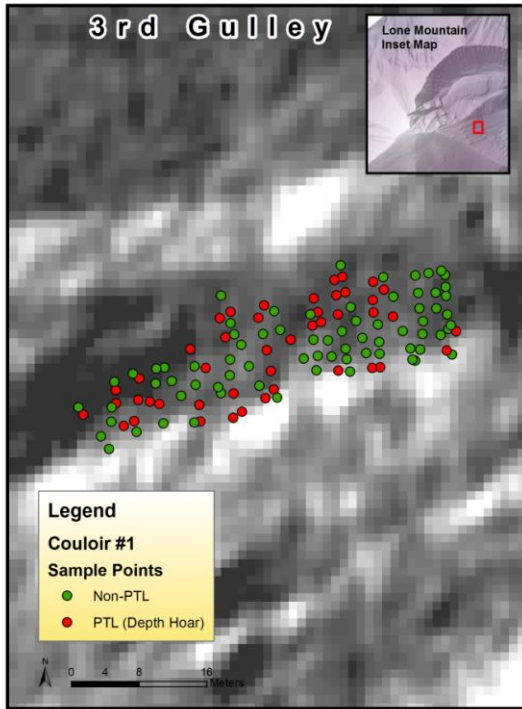 3rd Gulley
Lone Mountain
Inset Map
Legend
Couloir #1
Sample Points
Non-PTL
PTL (Depth Hoar)
N
0 4 8 16
Meters